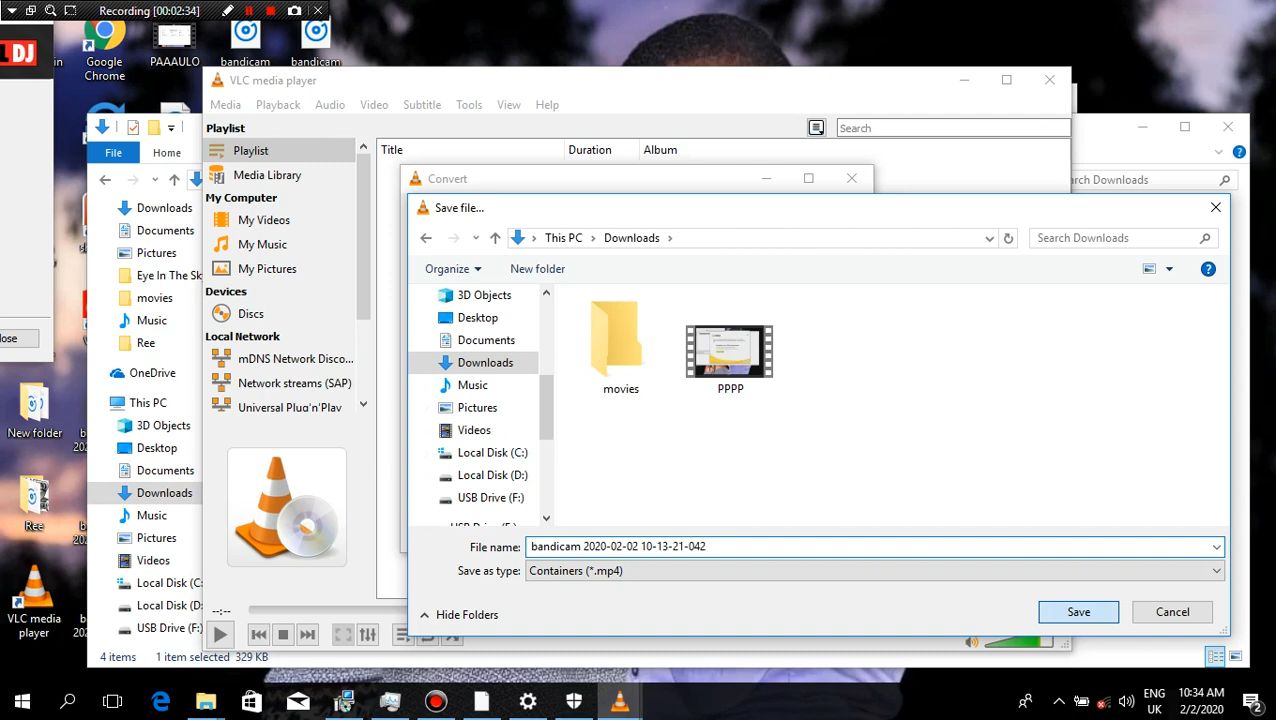 Recording [00:02:34]
DJ
Google
Chrome
PAAAULO
bandicam
bandicam
VLC media player
Media Playback Audio Video Subtitle Tools View Help
Playlist
Playlist
Media Library
My Computer
My Videos
My Music
My Pictures
Devices
Discs
Local Network
mDNS Network Disco...
Network streams (SAP)
Universal Plug'n'Play
Title Duration Album
Search
File Home
Search Downloads
Downloads
Documents
Pictures
Eye In The Sk
movies
Music
Ree
OneDrive
This PC
3D Objects
Desktop
Documents
Downloads
Music
Pictures
Videos
Local Disk (C:
Local Disk (D:
USB Drive (F:)
4 items 1 item selected 329 KB
New folder
Ree
VLC media
player
Convert
Save file...
This PC Downloads
Search Downloads
Organize New folder
3D Objects
Desktop
Documents
Downloads
Music
Pictures
Videos
Local Disk (C:)
Local Disk (D:)
USB Drive (F:)
movies
PPPP
File name: bandicam 2020-02-02 10-13-21-042
Save as type: Containers (*.mp4)
Hide Folders
Save Cancel
--:--
ENG
UK
10:34 AM
2/2/2020
2